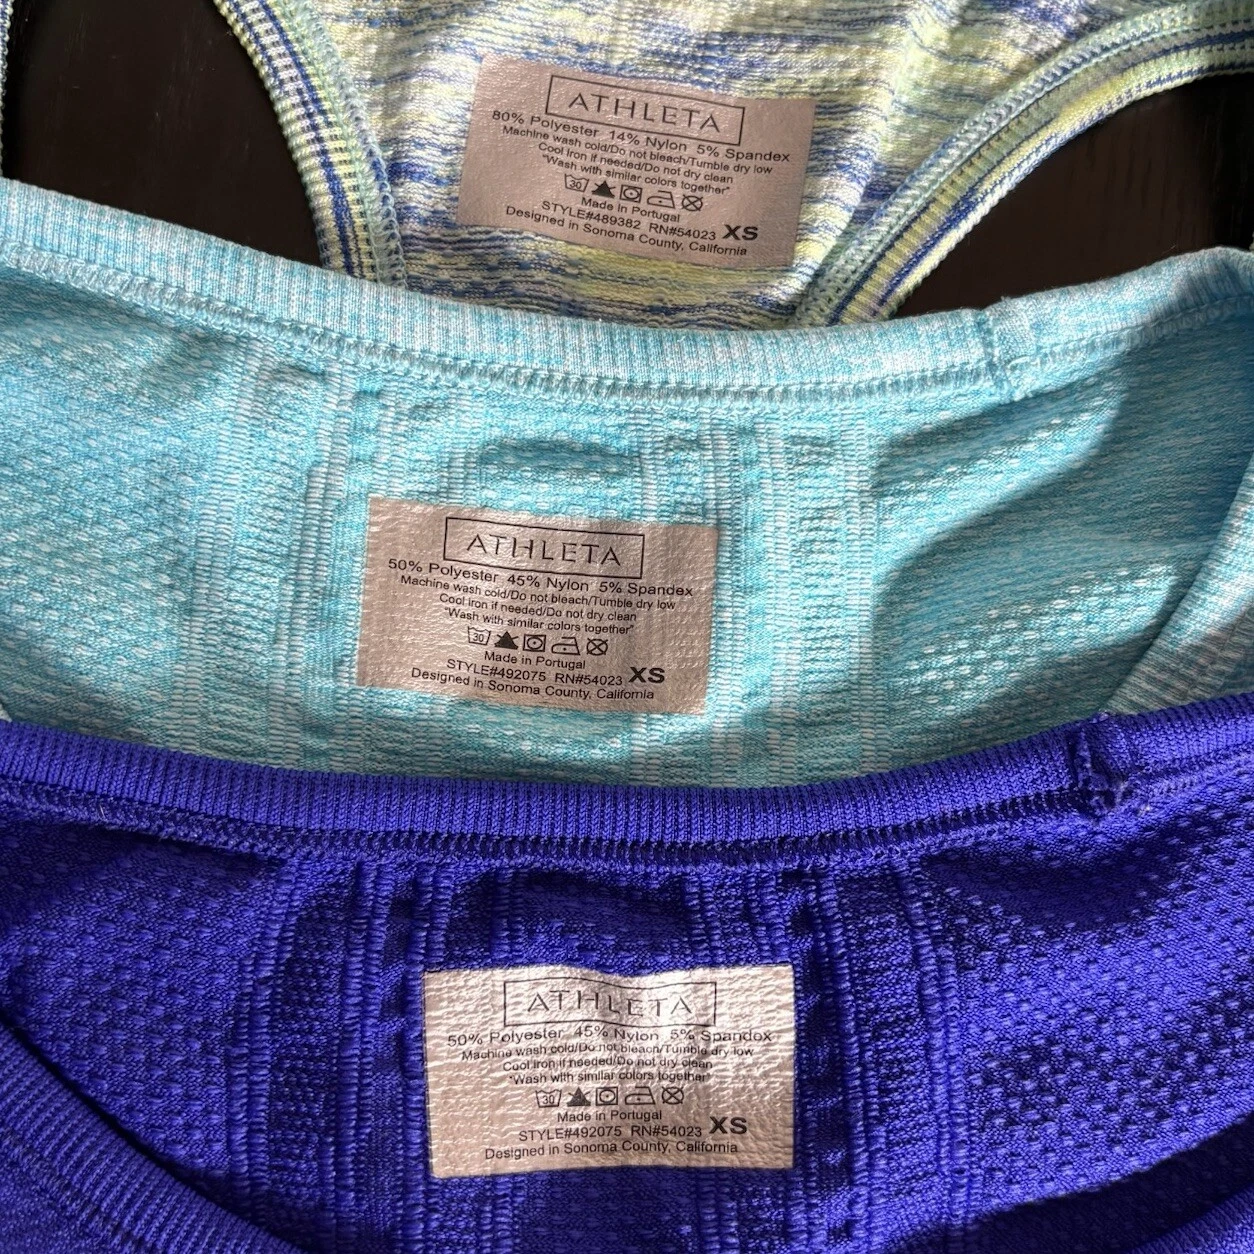 ATHLETA
80% Polyester 14% Nylon 5% Spandex
Machine wash cold/Do not bleach/Tumble dry low
Cool Iron if needed/Do not dry clean
"Wash with similar colors together"
30
Made in Portugal
STYLE#489382 RN#54023 XS
Designed in Sonoma County, California
ATHLETA
50% Polyester 45% Nylon 5% Spandex
Machine wash cold/Do not bleach/Tumble dry low
Cool Iron if needed/Do not dry clean
"Wash with similar colors together"
30
Made in Portugal
STYLE#492075 RN#54023 XS
Designed in Sonoma County, California
ATHLETA
50% Polyester 45% Nylon 5% Spandex
Machine wash cold/Do not bleach/Tumble dry low
Cool Iron if needed/Do not dry clean
"Wash with similar colors together"
30
Made in Portugal
STYLE#492075 RN#54023 XS
Designed in Sonoma County, California